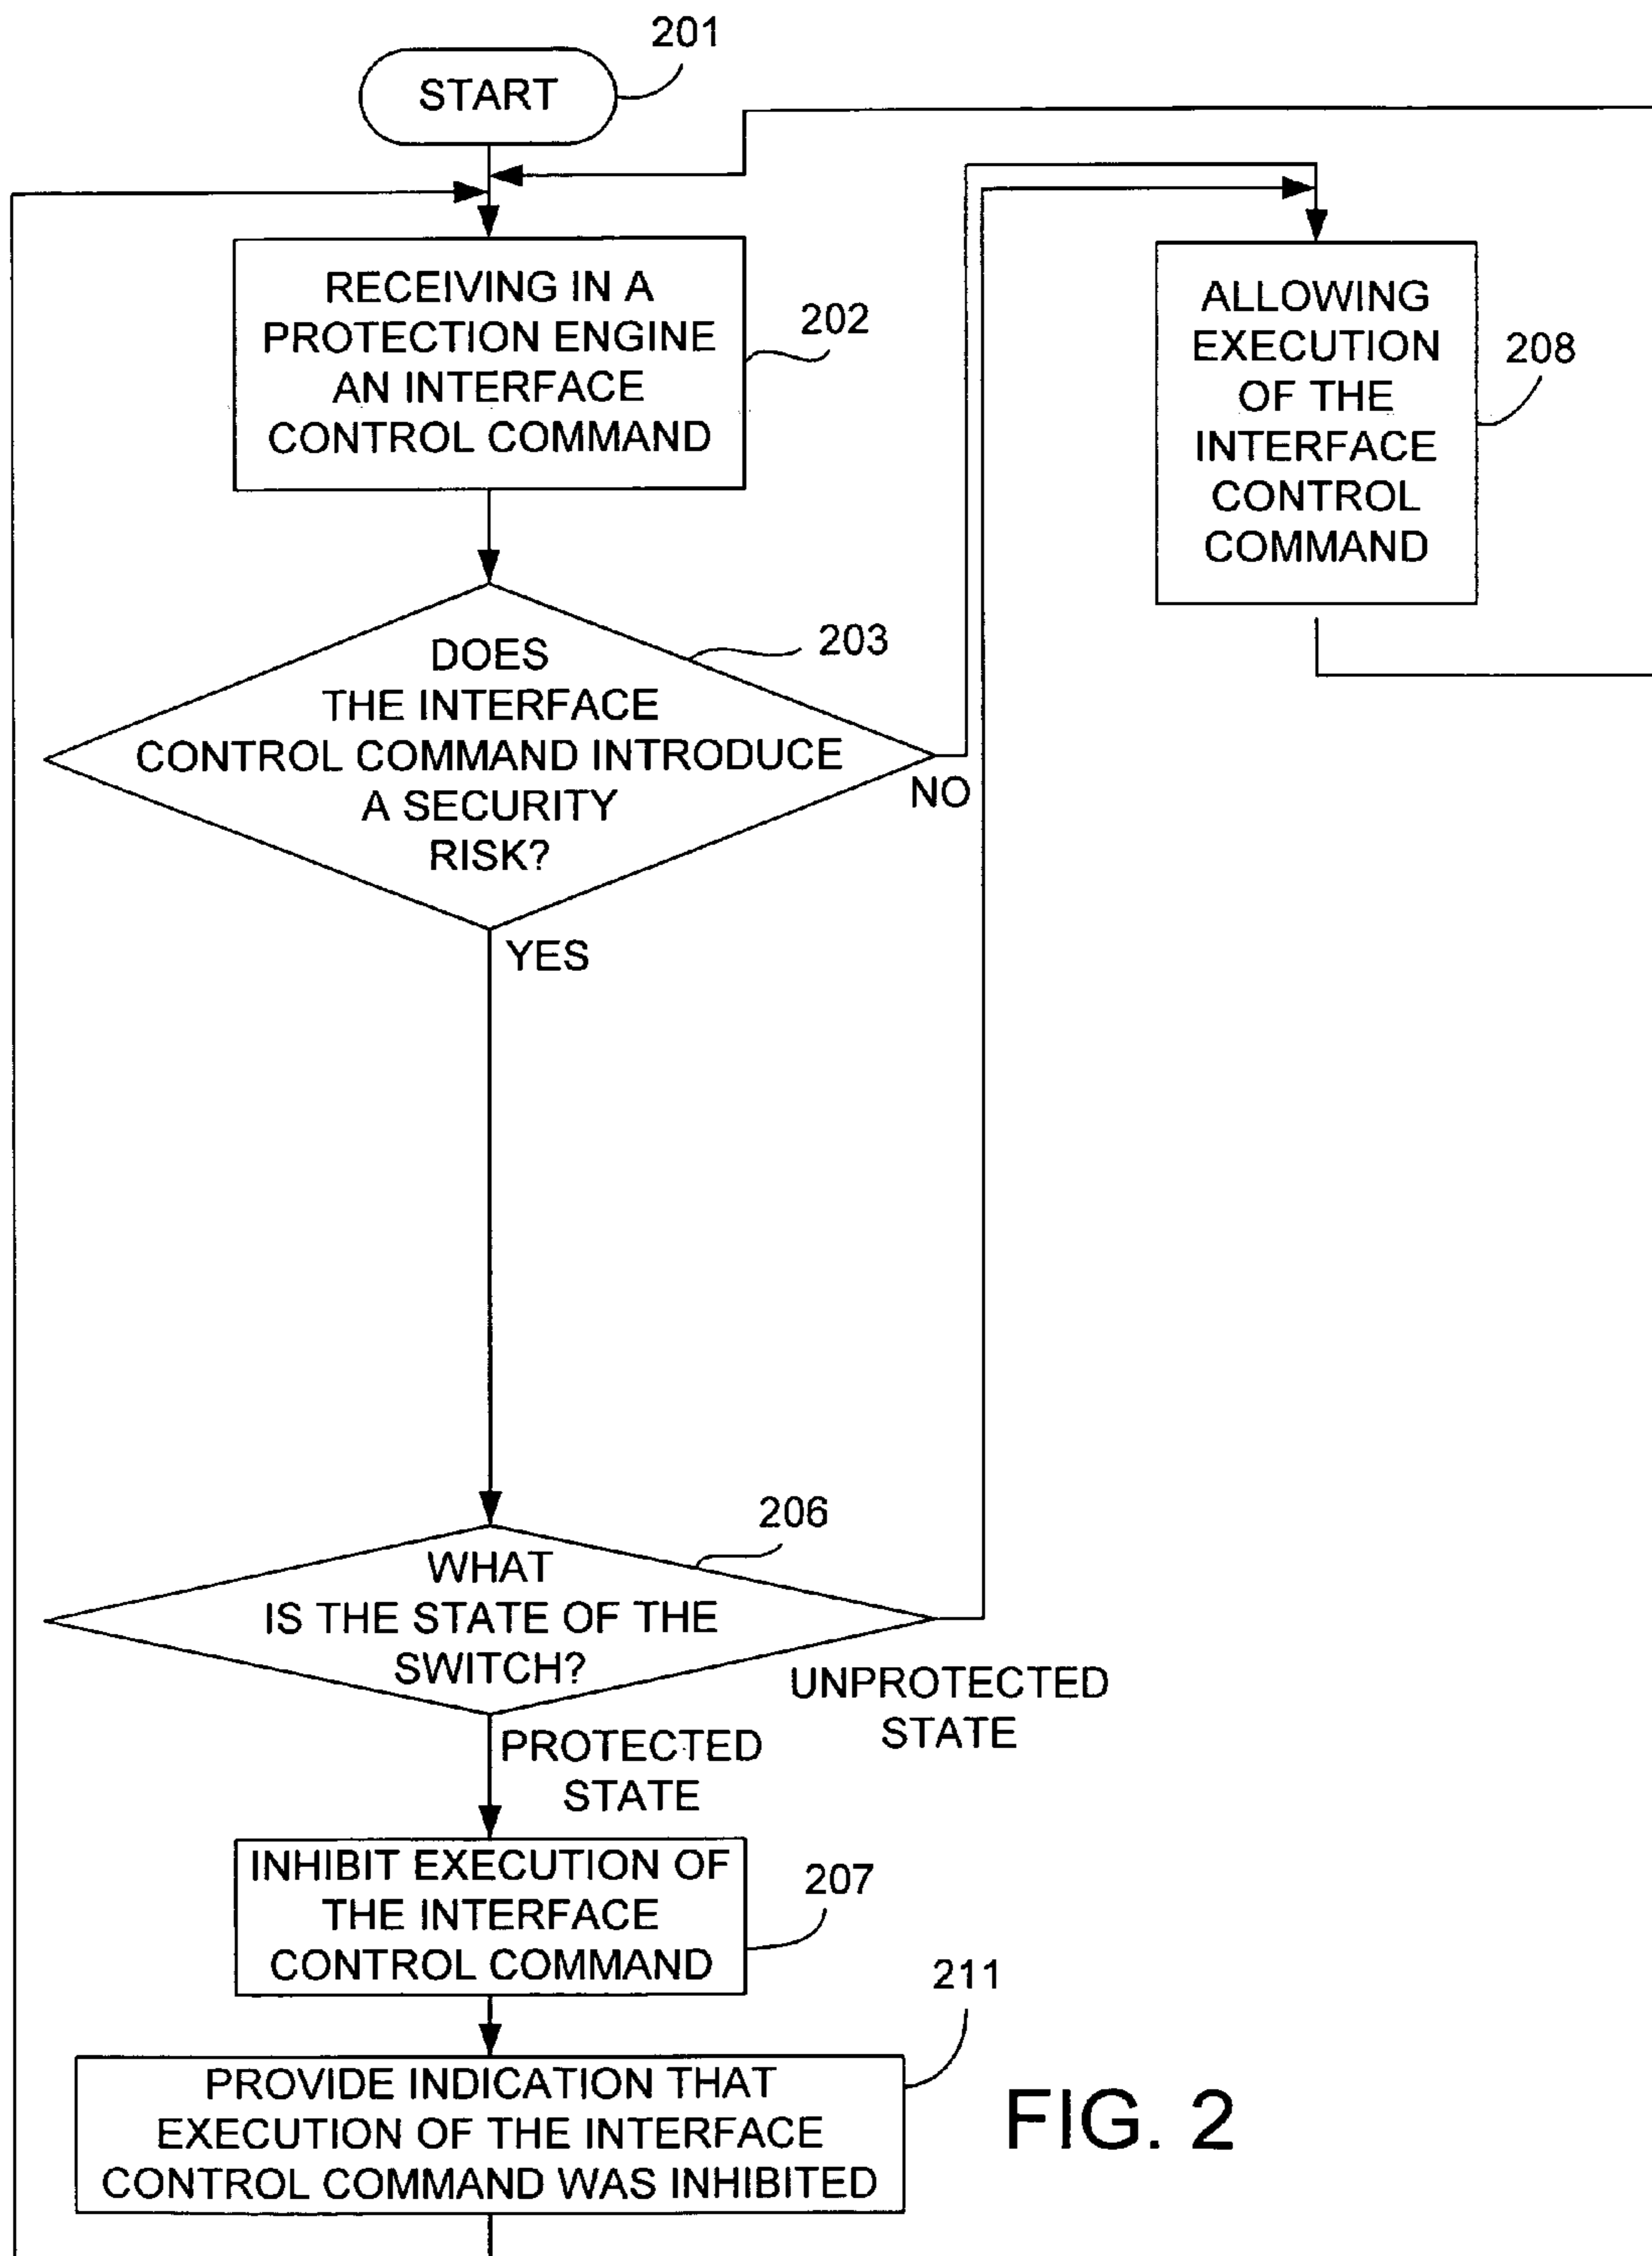 201
START
RECEIVING IN A
PROTECTION ENGINE
AN INTERFACE
CONTROL COMMAND
202
ALLOWING
EXECUTION
OF THE
INTERFACE
CONTROL
COMMAND
208
DOES
THE INTERFACE
CONTROL COMMAND INTRODUCE
A SECURITY
RISK?
203
NO
YES
206
WHAT
IS THE STATE OF THE
SWITCH?
UNPROTECTED
STATE
PROTECTED
STATE
INHIBIT EXECUTION OF
THE INTERFACE
CONTROL COMMAND
207
211
PROVIDE INDICATION THAT
EXECUTION OF THE INTERFACE
CONTROL COMMAND WAS INHIBITED
FIG. 2